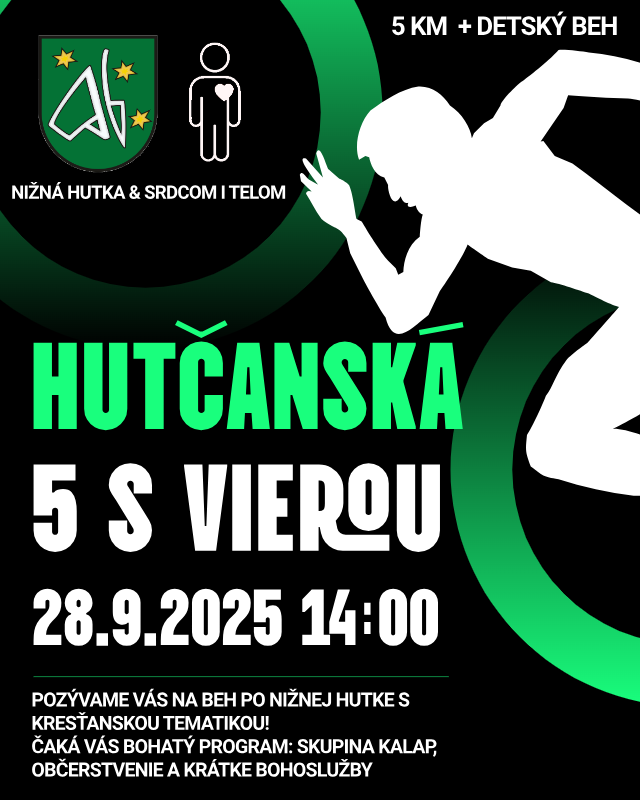 5 KM + DETSKÝ BEH
NIŽNÁ HUTKA & SRDCOM I TELOM
HUTČANSKÁ
5 S VIEROU
28.9.2025 14:00
POZÝVAME VÁS NA BEH PO NIŽNEJ HUTKE S
KRESŤANSKOU TEMATIKOU!
ČAKÁ VÁS BOHATÝ PROGRAM: SKUPINA KALAP,
OBČERSTVENIE A KRÁTKE BOHOSLUŽBY